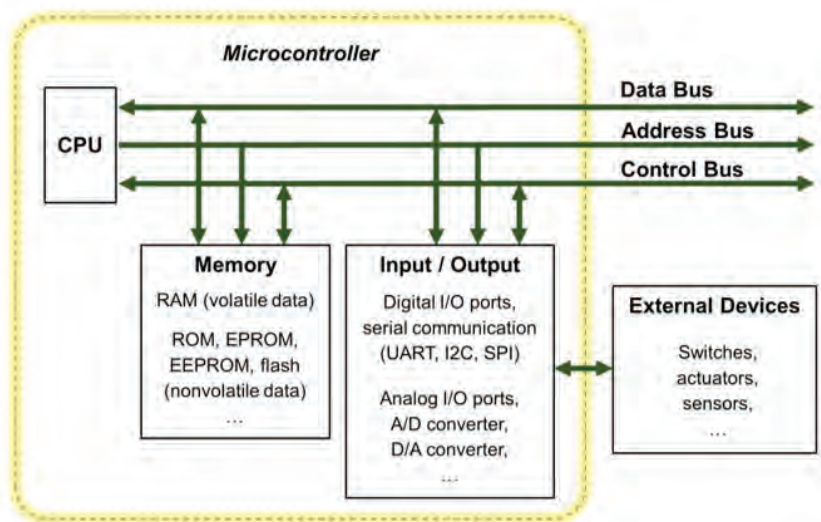 Microcontroller
Data Bus
Address Bus
Control Bus
CPU
Memory
RAM (volatile data)
ROM, EPROM,
EEPROM, flash
(nonvolatile data)
...
Input / Output
Digital I/O ports,
serial communication
(UART, I2C, SPI)
Analog I/O ports,
A/D converter,
D/A converter,
...
External Devices
Switches,
actuators,
sensors,
...